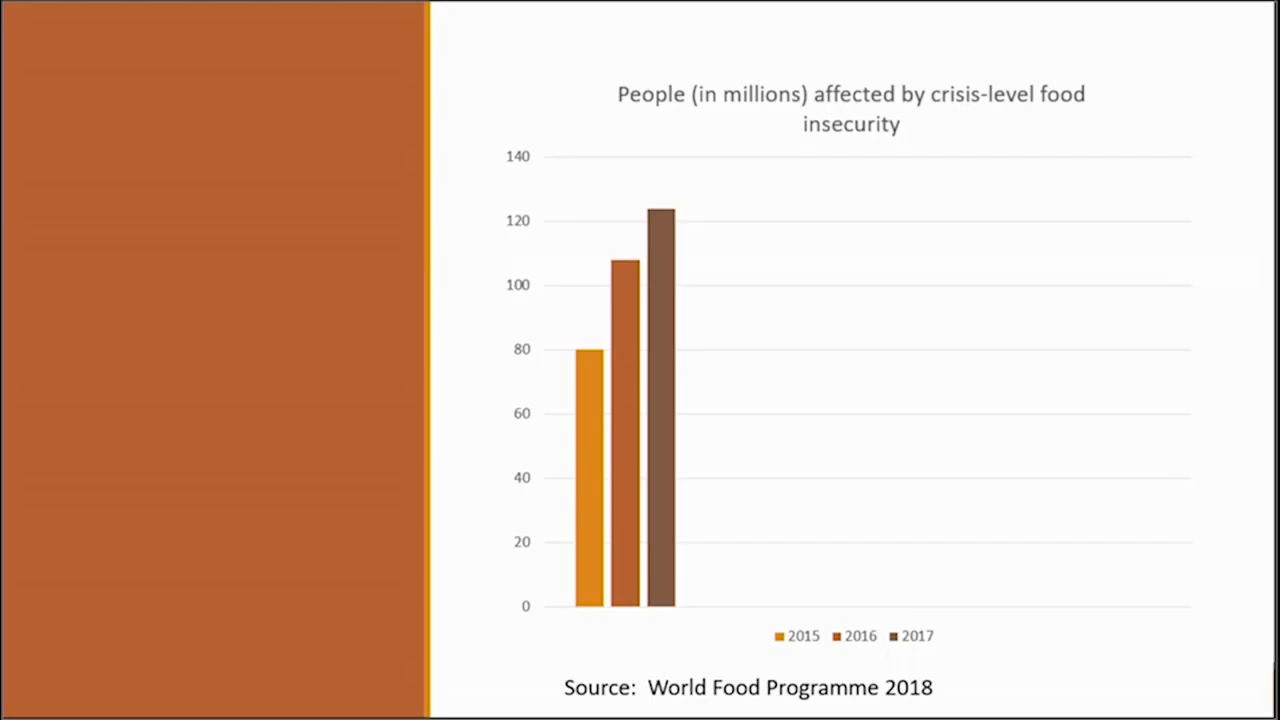 People (in millions) affected by crisis-level food
insecurity
140
120
100
80
60
40
20
0
2015 2016 2017
Source: World Food Programme 2018